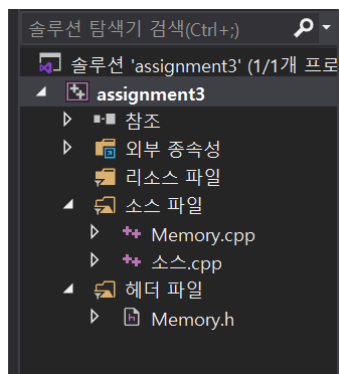 솔루션 탐색기 검색(Ctrl+;)
솔루션 'assignment3' (1/1개 프로
assignment3
참조
외부 종속성
리소스 파일
소스 파일
Memory.cpp
소스.cpp
헤더 파일
Memory.h